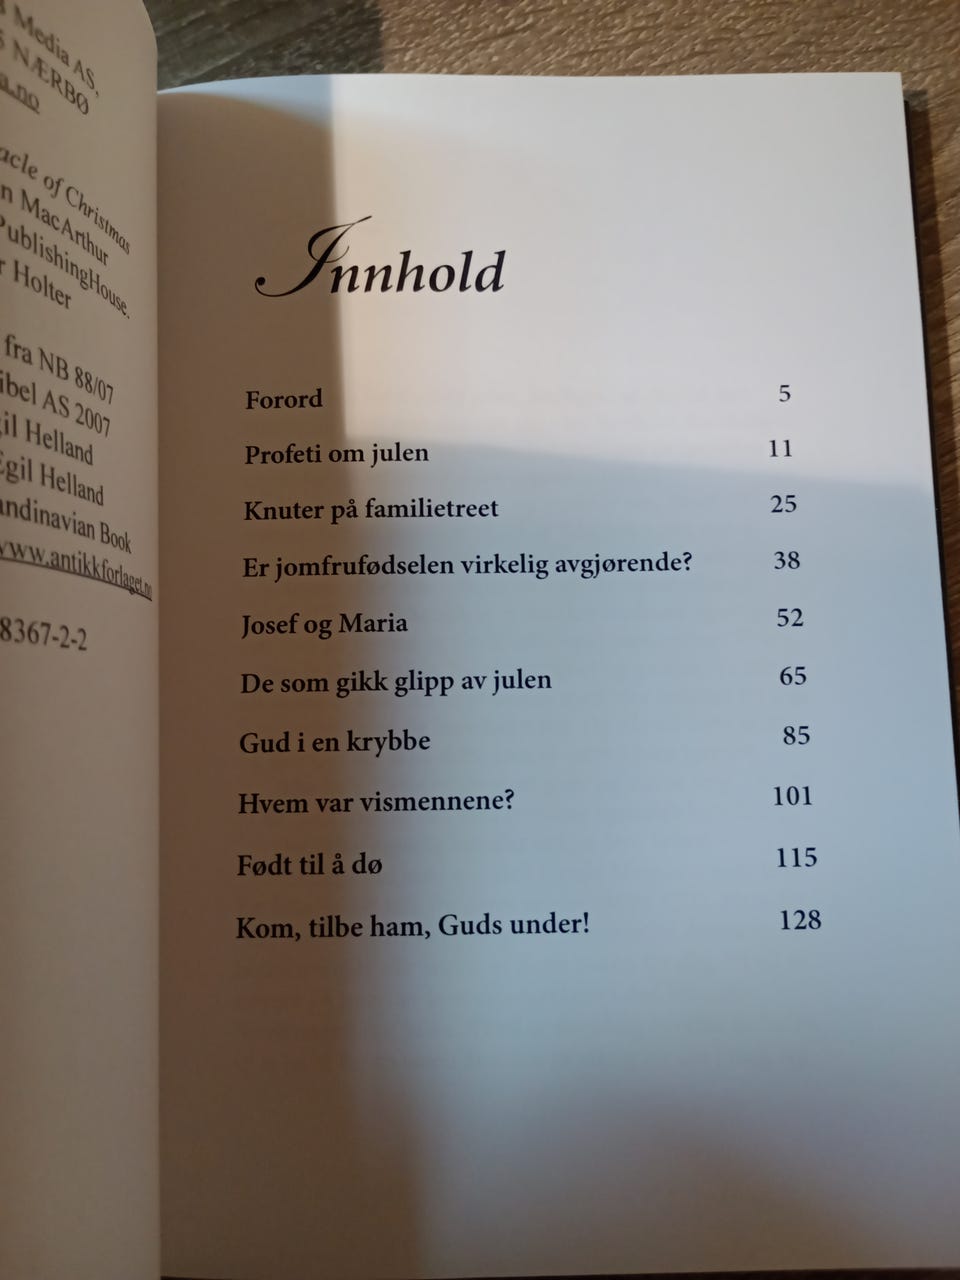 Media AS,
NÆRBØ
of Christmas
MacArthur
PublishingHouse.
Holter
fra NB 88/07
AS 2007
Helland
Egil Helland
Book
www.antikkforlaget.no
8367-2-2
Innhold
Forord 5
Profeti om julen 11
Knuter på familietreet 25
Er jomfrufødselen virkelig avgjørende? 38
Josef og Maria 52
De som gikk glipp av julen 65
Gud i en krybbe 85
Hvem var vismennene? 101
Født til å dø 115
Kom, tilbe ham, Guds under! 128